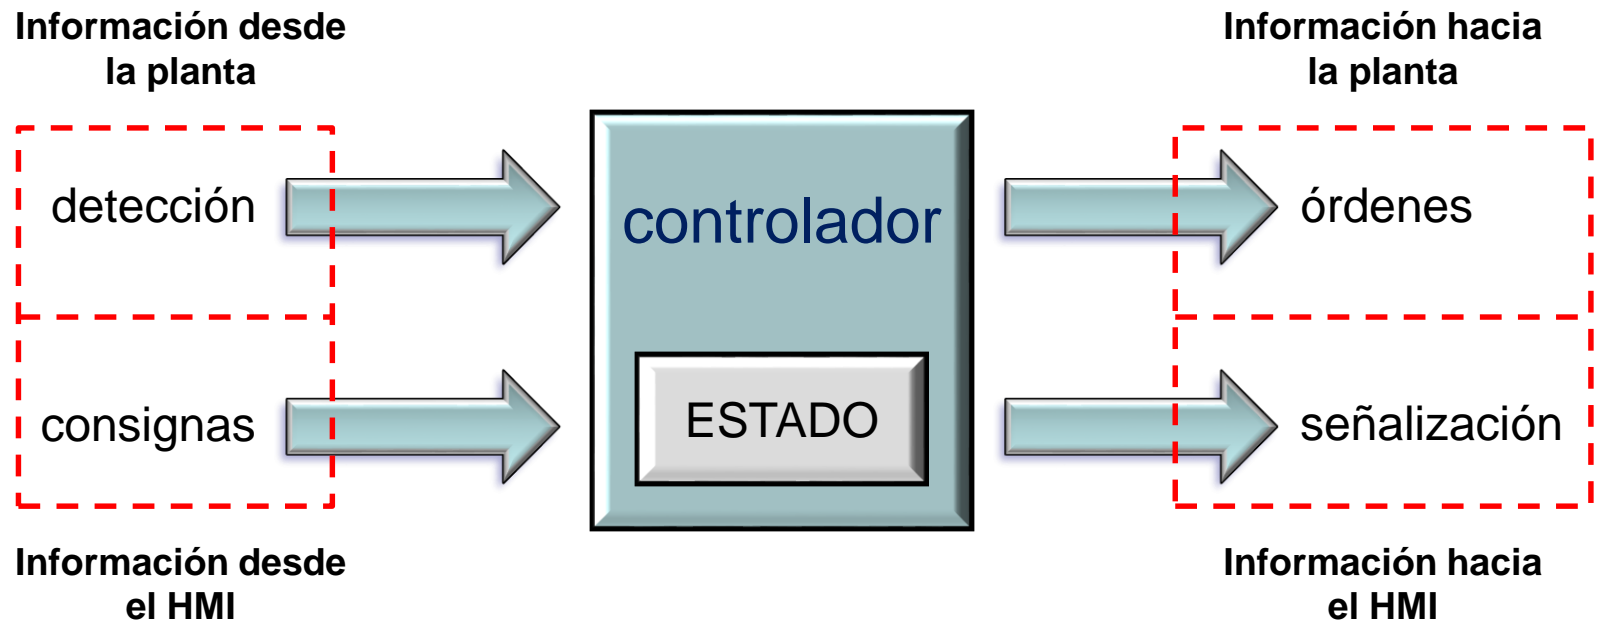 Información desde
la planta
Información hacia
la planta
detección
controlador
órdenes
consignas
ESTADO
señalización
Información desde
el HMI
Información hacia
el HMI